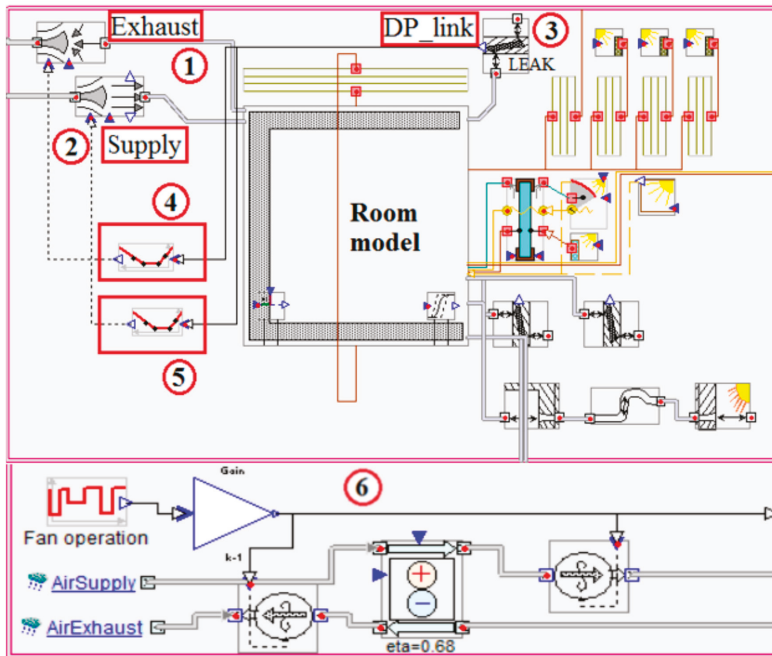 Exhaust
DP_link
3
1
LEAK
2
Supply
4
Room
model
5
Gain
6
Fan operation
k-1
AirSupply
AirExhaust
eta=0.68